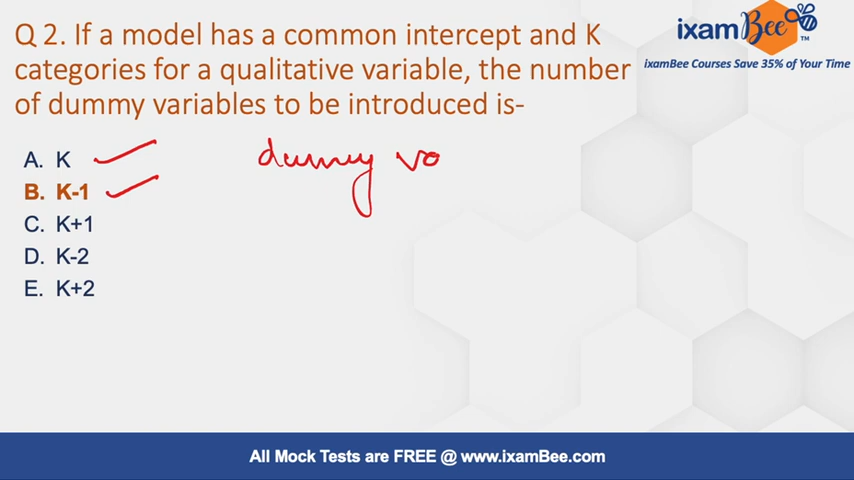 Q 2. If a model has a common intercept and K
categories for a qualitative variable, the number
of dummy variables to be introduced is-
ixamBee™
ixamBee Courses Save 35% of Your Time
A. K
B. K-1
C. K+1
D. K-2
E. K+2
dummy va
All Mock Tests are FREE @ www.ixamBee.com